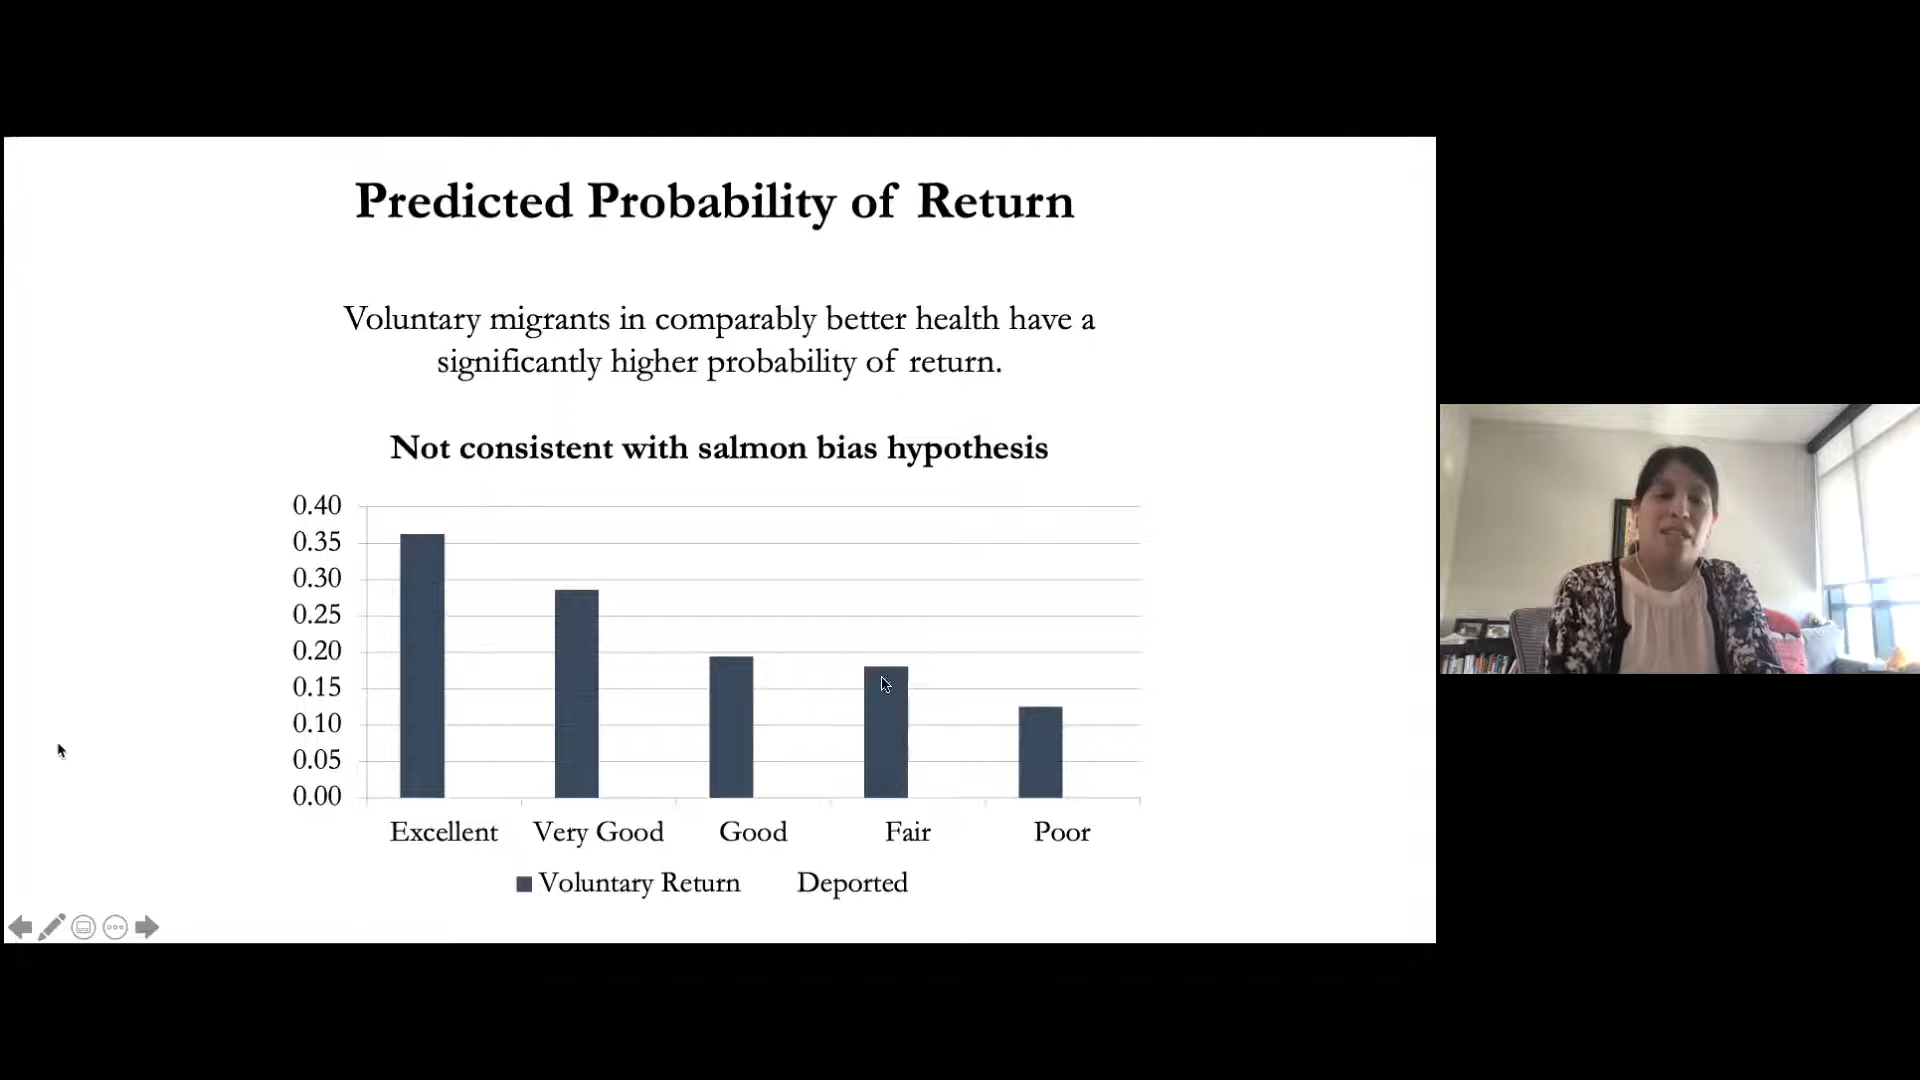 Predicted Probability of Return
Voluntary migrants in comparably better health have a
significantly higher probability of return.
Not consistent with salmon bias hypothesis
0.40
0.35
0.30
0.25
0.20
0.15
0.10
0.05
0.00
Excellent Very Good Good Fair Poor
Voluntary Return Deported